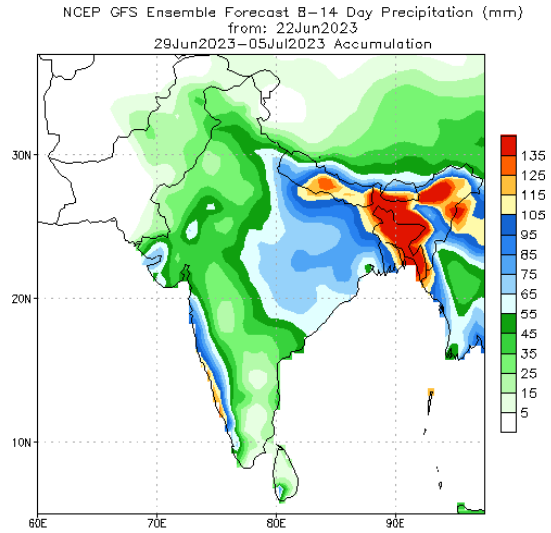 NCEP GFS Ensemble Forecast 8-14 Day Precipitation (mm)
from: 22Jun2023
29Jun2023-05Jul2023 Accumulation
30N
20N
10N
60E
70E
80E
90E
135
125
115
105
95
85
75
65
55
45
35
25
15
5